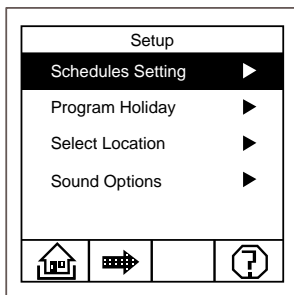 Setup
Schedules Setting
Program Holiday
Select Location
Sound Options
?